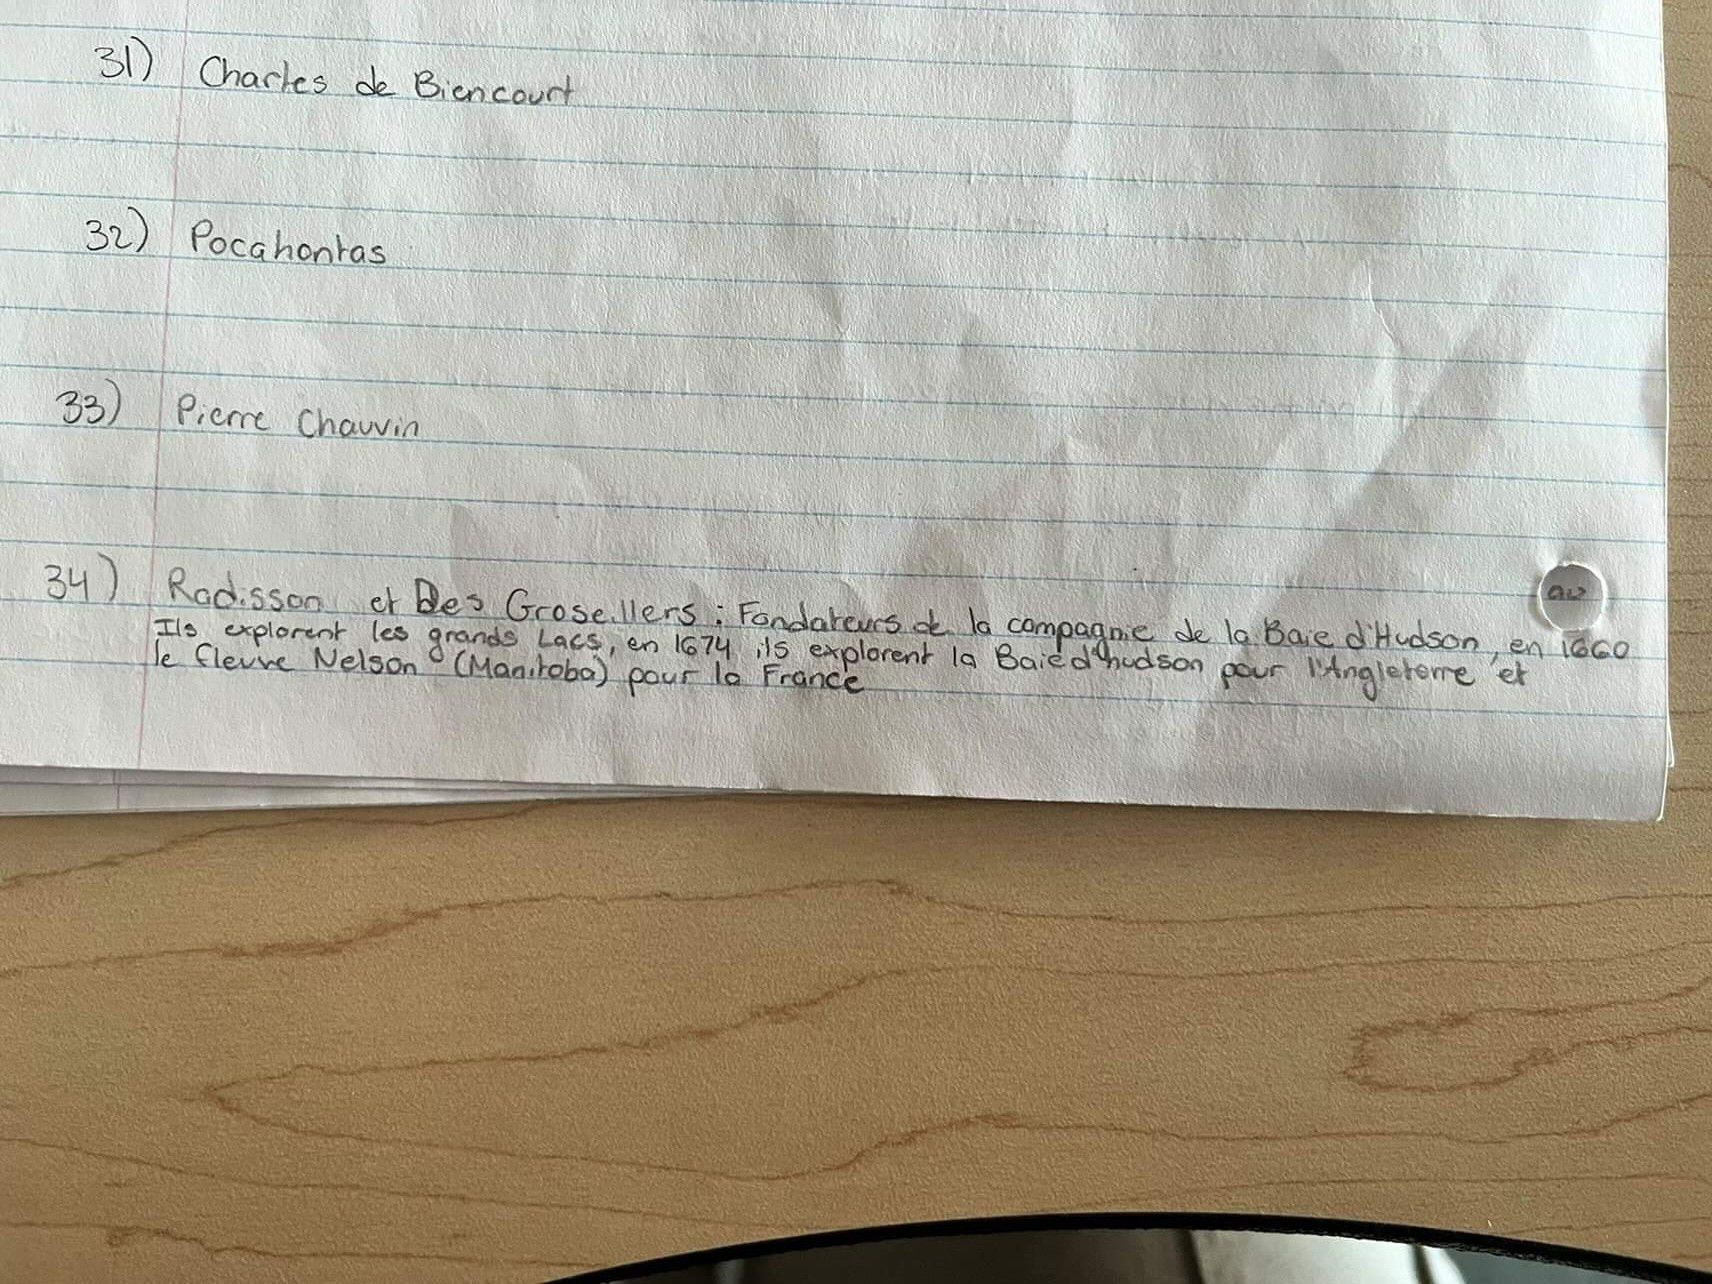 31) Charles de Biencourt
32) Pocahontas
33) Pierre Chauvin
34) Radisson et Des Groseillers : Fondateurs de la compagnie de la Baie d'Hudson, en 1660
Ils explorent les grands Lacs, en 1674 ils explorent la Baie d'hudson pour l'Angleterre et
le fleuve Nelson (Manitoba) pour la France